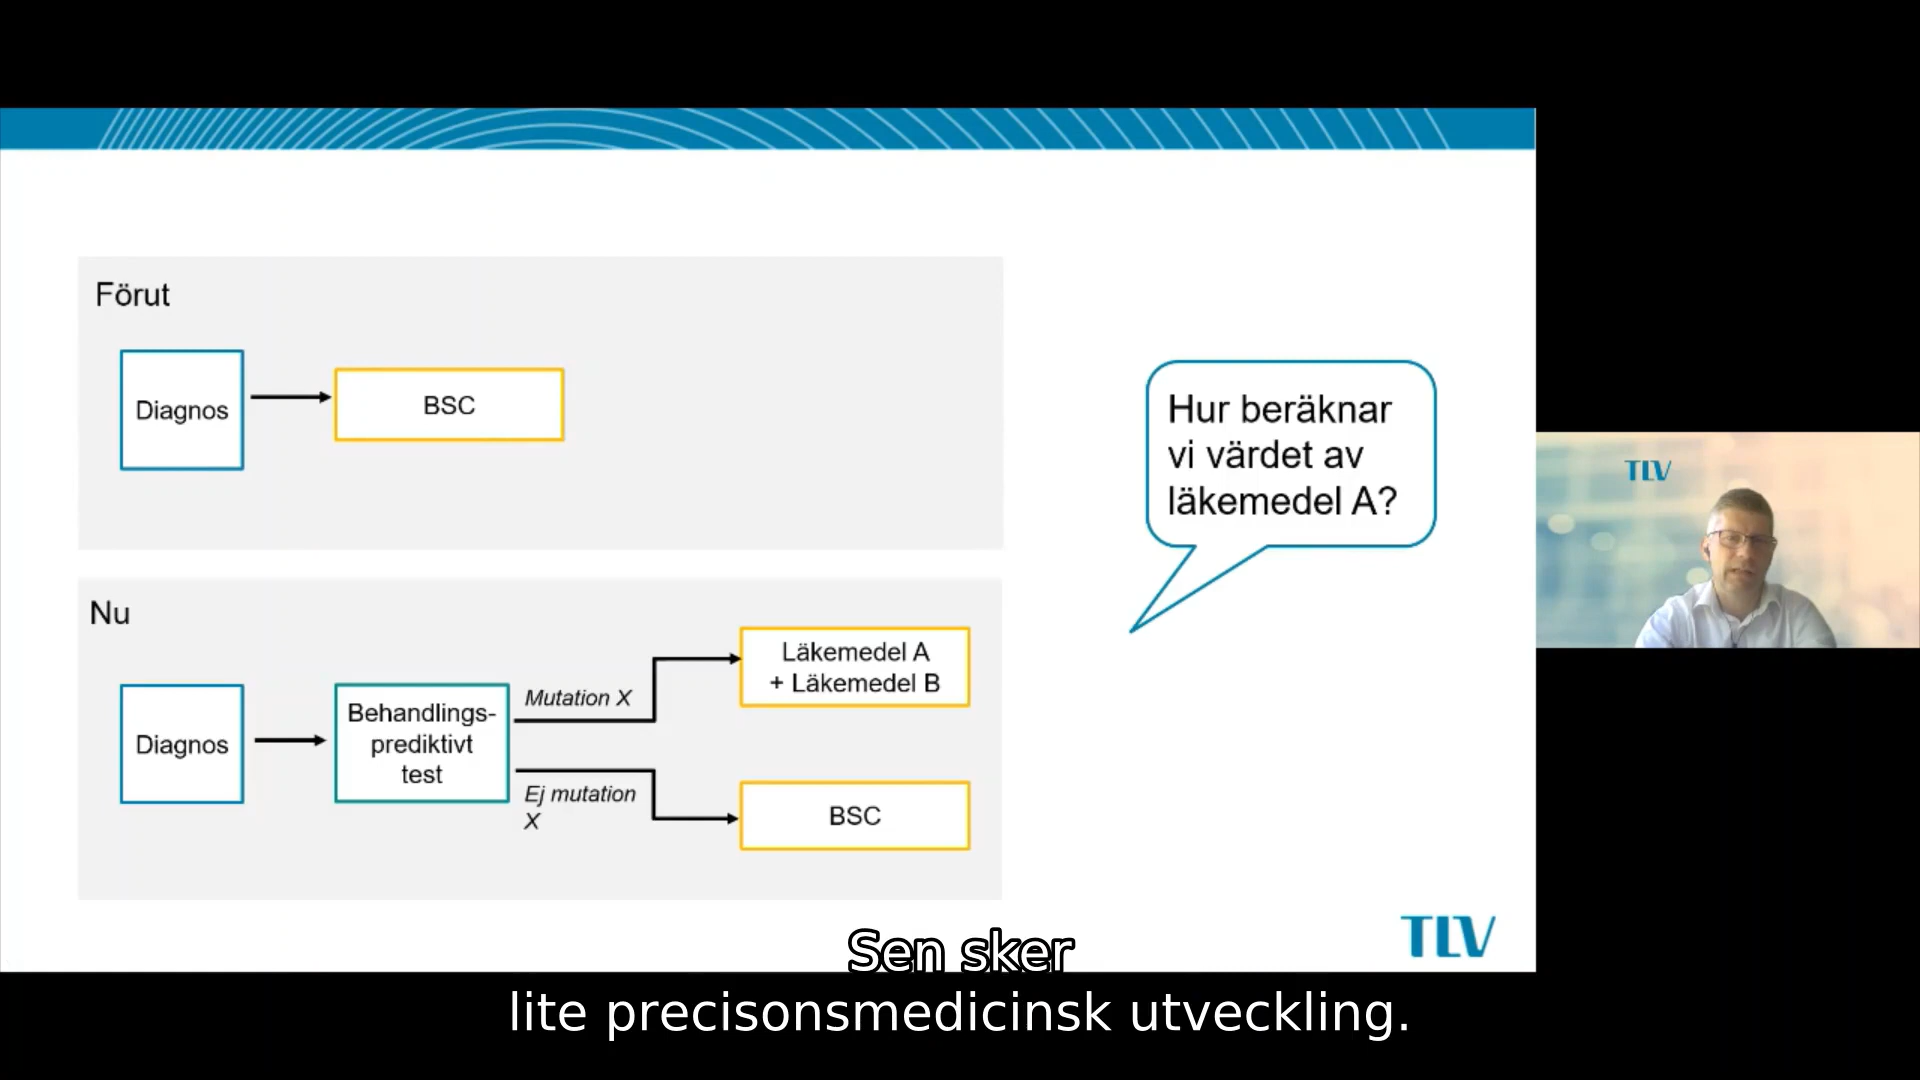 Förut
Diagnos
BSC
Hur beräknar
vi värdet av
läkemedel A?
TLV
Nu
Diagnos
Behandlings-
prediktivt
test
Mutation X
Ej mutation
X
Läkemedel A
+ Läkemedel B
BSC
TLV
Sen sker
lite precisonsmedicinsk utveckling.